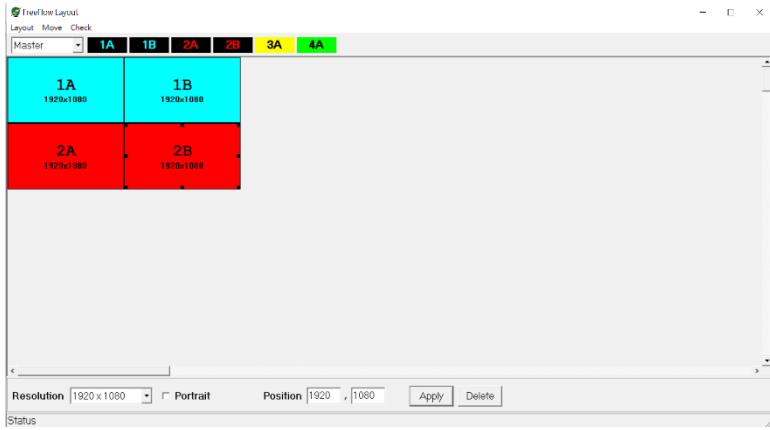 FreeFlow Layout
Layout Move Check
Master 1A 1B 2A 2B 3A 4A
1A 1B
1920x1080 1920x1080
2A 2B
1920x1080 1920x1080
Resolution 1920 x 1080 Portrait Position 1920 , 1080 Apply Delete
Status